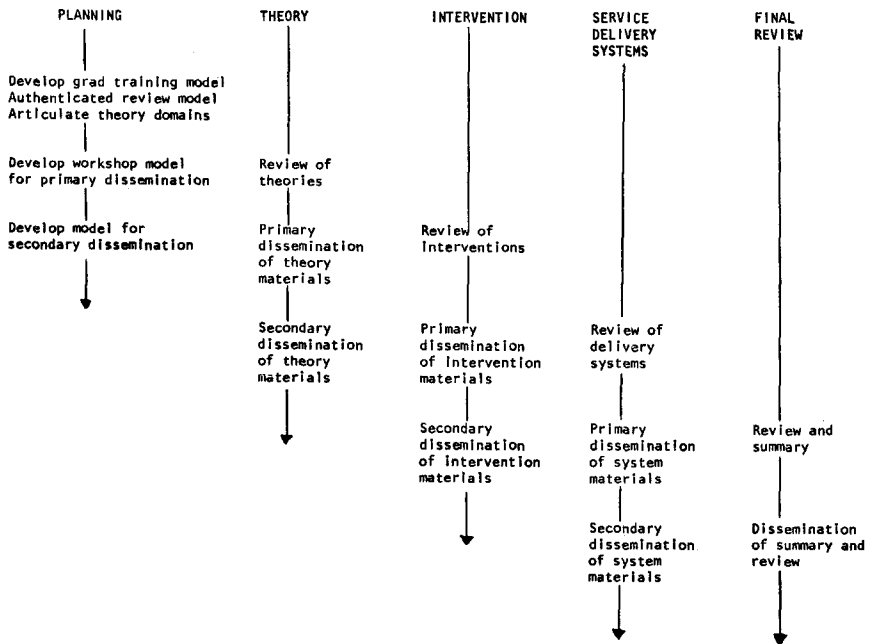 PLANNING
THEORY
INTERVENTION
SERVICE
DELIVERY
SYSTEMS
FINAL
REVIEW
Develop grad training model
Authenticated review model
Articulate theory domains
Develop workshop model
for primary dissemination
Review of
theories
Develop model for
secondary dissemination
Primary
dissemination
of theory
materials
Review of
interventions
Secondary
dissemination
of theory
materials
Primary
dissemination
of intervention
materials
Review of
delivery
systems
Secondary
dissemination
of intervention
materials
Primary
dissemination
of system
materials
Review and
summary
Secondary
dissemination
of system
materials
Dissemination
of summary and
review